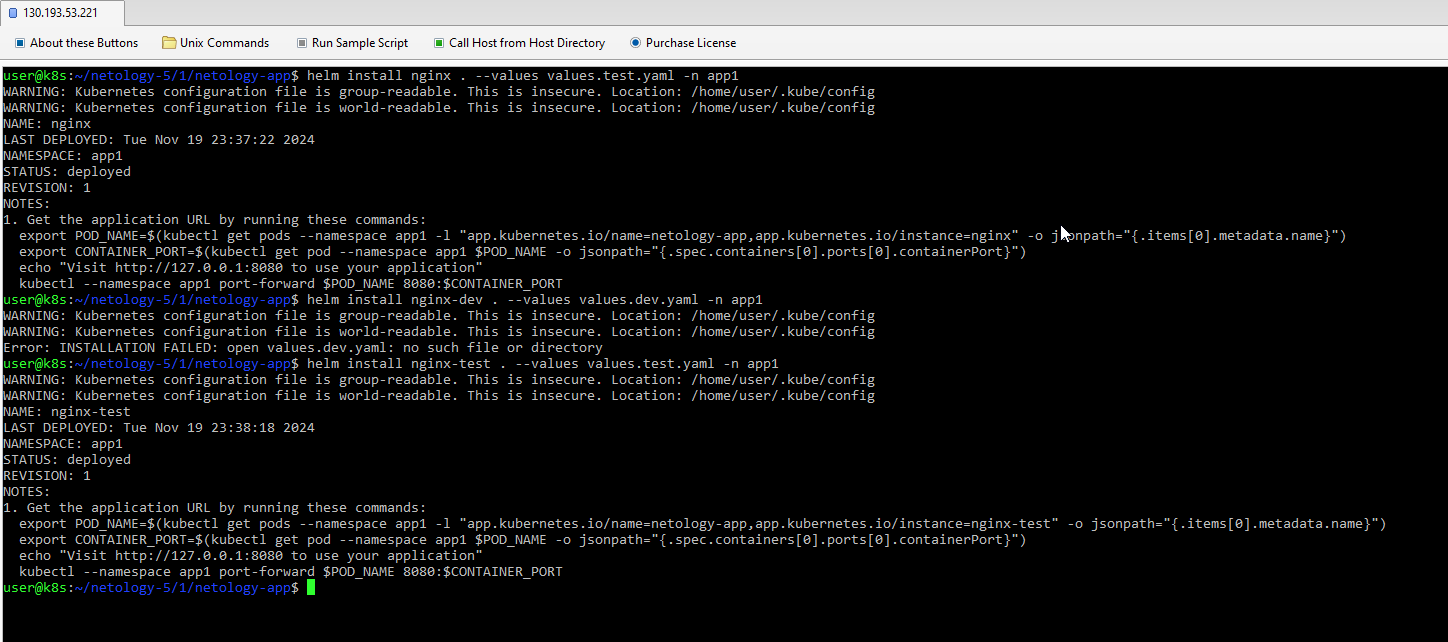 130.193.53.221
About these Buttons Unix Commands Run Sample Script Call Host from Host Directory Purchase License
user@k8s:~/netology-5/1/netology-app$ helm install nginx . --values values.test.yaml -n app1
WARNING: Kubernetes configuration file is group-readable. This is insecure. Location: /home/user/.kube/config
WARNING: Kubernetes configuration file is world-readable. This is insecure. Location: /home/user/.kube/config
NAME: nginx
LAST DEPLOYED: Tue Nov 19 23:37:22 2024
NAMESPACE: app1
STATUS: deployed
REVISION: 1
NOTES:
1. Get the application URL by running these commands:
  export POD_NAME=$(kubectl get pods --namespace app1 -l "app.kubernetes.io/name=netology-app,app.kubernetes.io/instance=nginx" -o jsonpath="{.items[0].metadata.name}")
  export CONTAINER_PORT=$(kubectl get pod --namespace app1 $POD_NAME -o jsonpath="{.spec.containers[0].ports[0].containerPort}")
  echo "Visit http://127.0.0.1:8080 to use your application"
  kubectl --namespace app1 port-forward $POD_NAME 8080:$CONTAINER_PORT
user@k8s:~/netology-5/1/netology-app$ helm install nginx-dev . --values values.dev.yaml -n app1
WARNING: Kubernetes configuration file is group-readable. This is insecure. Location: /home/user/.kube/config
WARNING: Kubernetes configuration file is world-readable. This is insecure. Location: /home/user/.kube/config
Error: INSTALLATION FAILED: open values.dev.yaml: no such file or directory
user@k8s:~/netology-5/1/netology-app$ helm install nginx-test . --values values.test.yaml -n app1
WARNING: Kubernetes configuration file is group-readable. This is insecure. Location: /home/user/.kube/config
WARNING: Kubernetes configuration file is world-readable. This is insecure. Location: /home/user/.kube/config
NAME: nginx-test
LAST DEPLOYED: Tue Nov 19 23:38:18 2024
NAMESPACE: app1
STATUS: deployed
REVISION: 1
NOTES:
1. Get the application URL by running these commands:
  export POD_NAME=$(kubectl get pods --namespace app1 -l "app.kubernetes.io/name=netology-app,app.kubernetes.io/instance=nginx-test" -o jsonpath="{.items[0].metadata.name}")
  export CONTAINER_PORT=$(kubectl get pod --namespace app1 $POD_NAME -o jsonpath="{.spec.containers[0].ports[0].containerPort}")
  echo "Visit http://127.0.0.1:8080 to use your application"
  kubectl --namespace app1 port-forward $POD_NAME 8080:$CONTAINER_PORT
user@k8s:~/netology-5/1/netology-app$